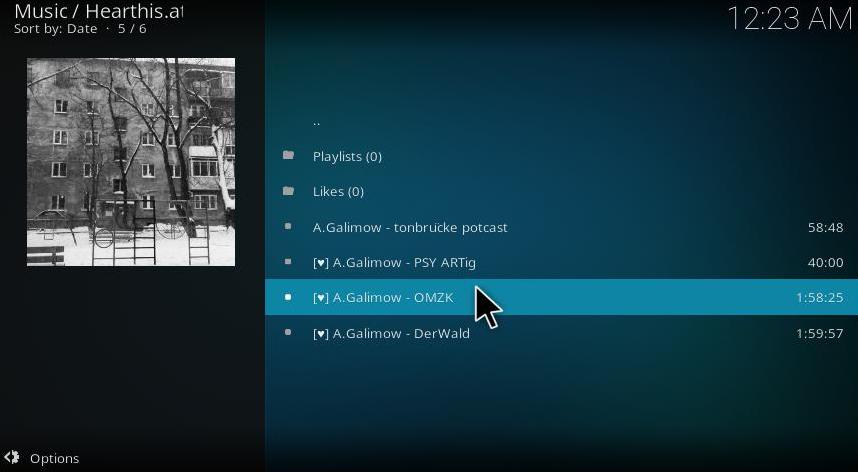 Music / Hearthis.at
Sort by: Date · 5 / 6
12:23 AM
..
Playlists (0)
Likes (0)
A.Galimow - tonbrücke potcast 58:48
[♥] A.Galimow - PSY ARTig 40:00
[♥] A.Galimow - OMZK 1:58:25
[♥] A.Galimow - DerWald 1:59:57
Options